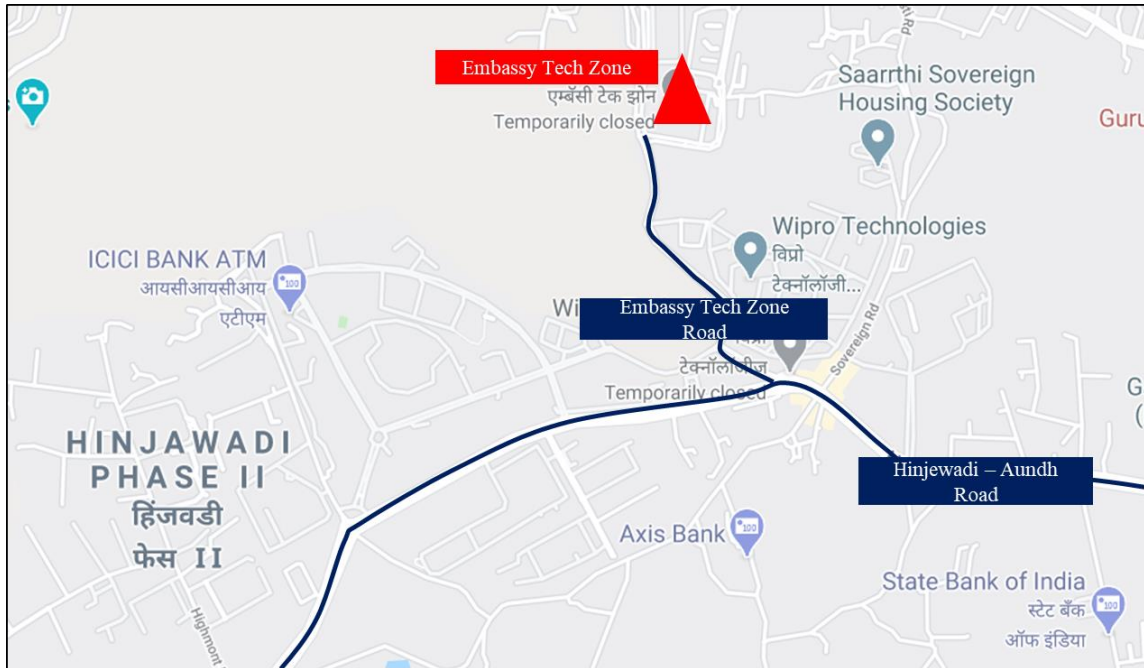 Embassy Tech Zone
एम्बॅसी टेक झोन
Temporarily closed
Saarrthi Sovereign
Housing Society
Guru
Rd
Wipro Technologies
विप्रो
टेक्नॉलॉजी...
ICICI BANK ATM
आयसीआयसीआय
एटीएम
Wi
Embassy Tech Zone
Road
टेक्नॉलॉजीज
Temporarily closed
Sovereign Rd
G
(
HINJAWADI
PHASE II
हिंजवडी
फेस II
Hinjewadi – Aundh
Road
Axis Bank
State Bank of India
स्टेट बँक
ऑफ इंडिया
Highmont